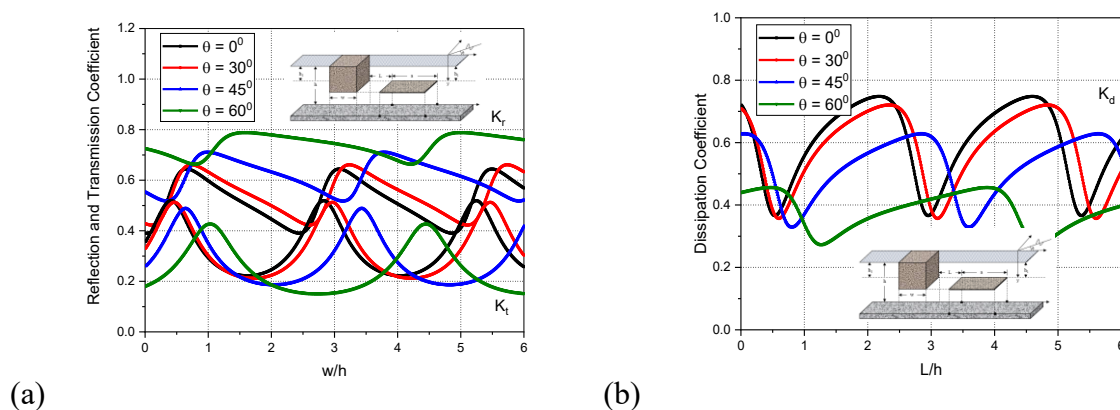 Reflection and Transmission Coefficient
1.2
1.0
0.8
0.6
0.4
0.2
0.0
θ = 0⁰
θ = 30⁰
θ = 45⁰
θ = 60⁰
K_r
K_t
0 1 2 3 4 5 6
w/h
(a)
Dissipation Coefficient
1.0
0.8
0.6
0.4
0.2
0.0
θ = 0⁰
θ = 30⁰
θ = 45⁰
θ = 60⁰
K_d
0 1 2 3 4 5 6
L/h
(b)